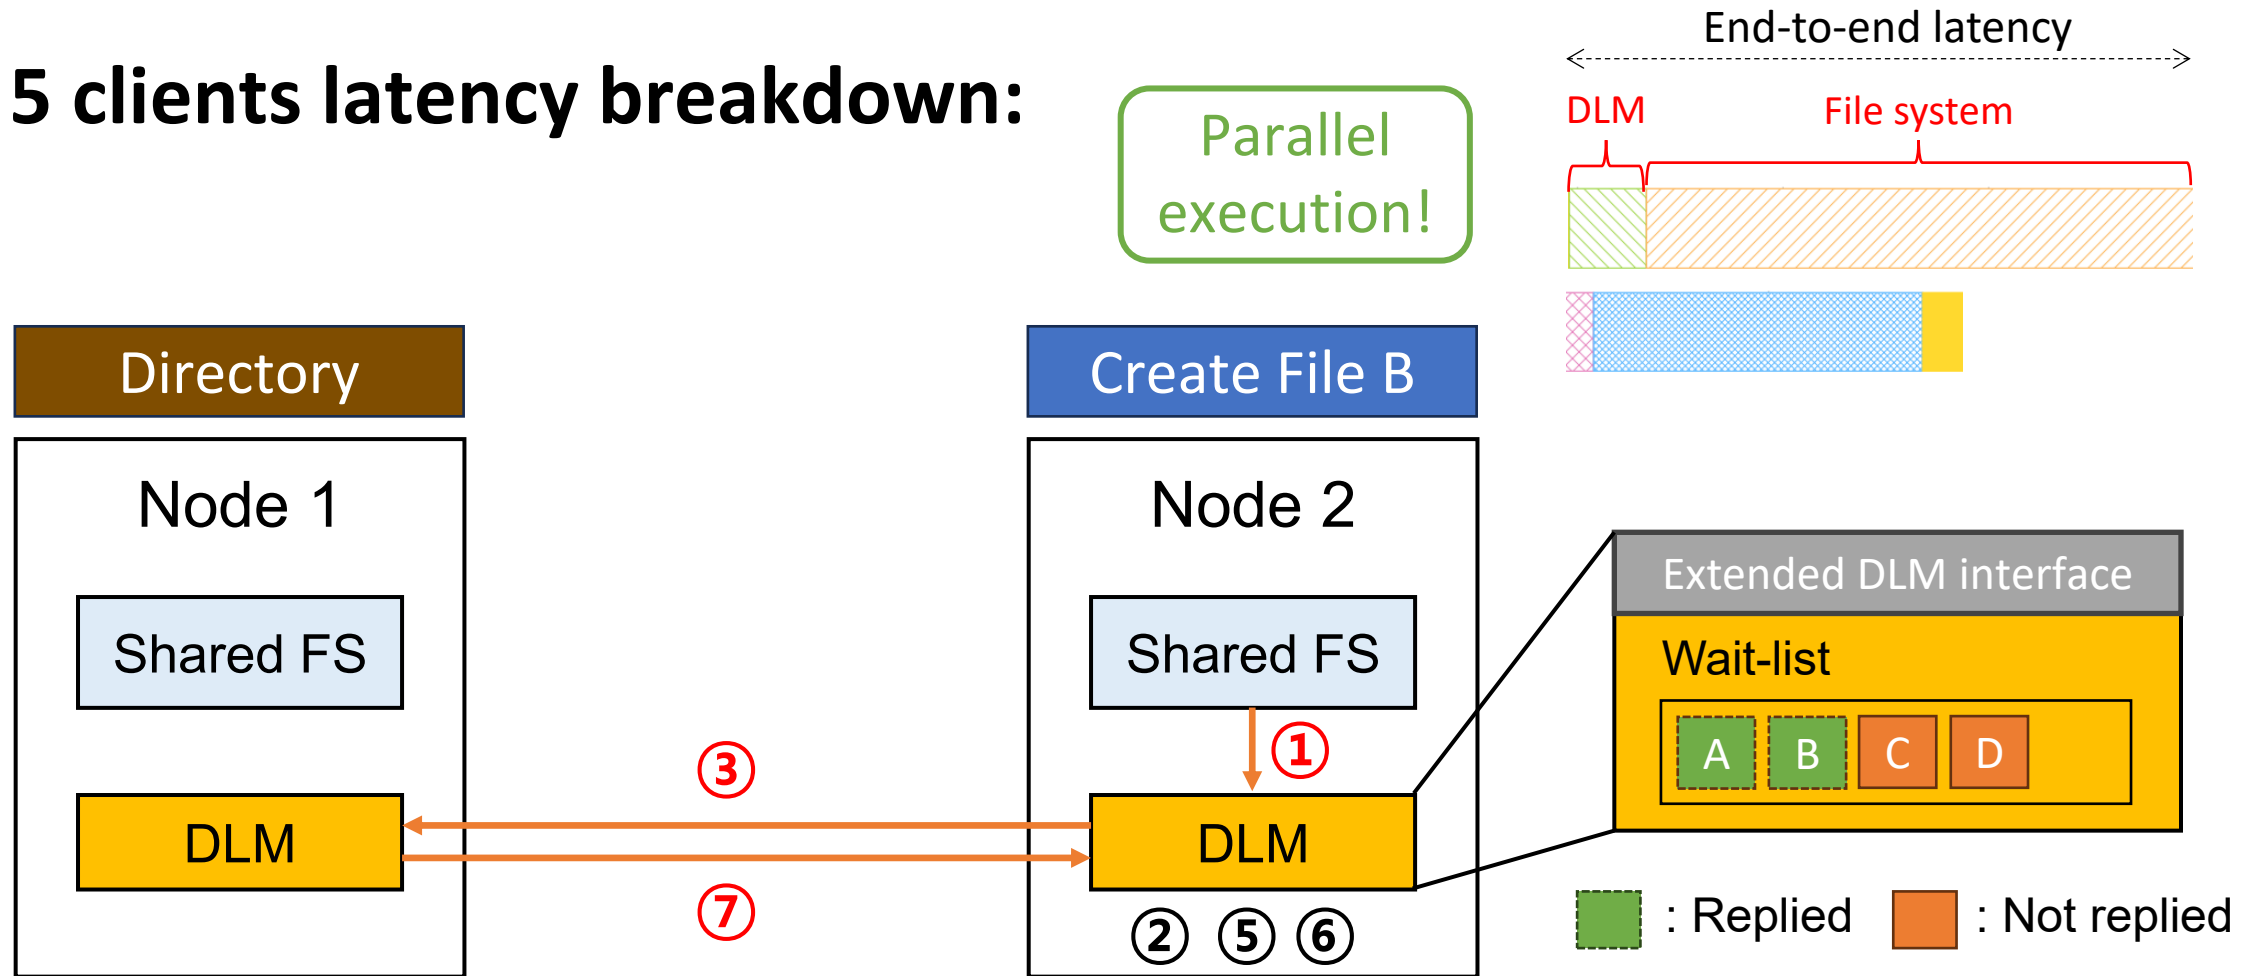 5 clients latency breakdown:
Parallel
execution!
End-to-end latency
DLM
File system
Directory
Create File B
Node 1
Node 2
Shared FS
Shared FS
①
③
DLM
DLM
⑦
② ⑤ ⑥
Extended DLM interface
Wait-list
A B C D
: Replied
: Not replied